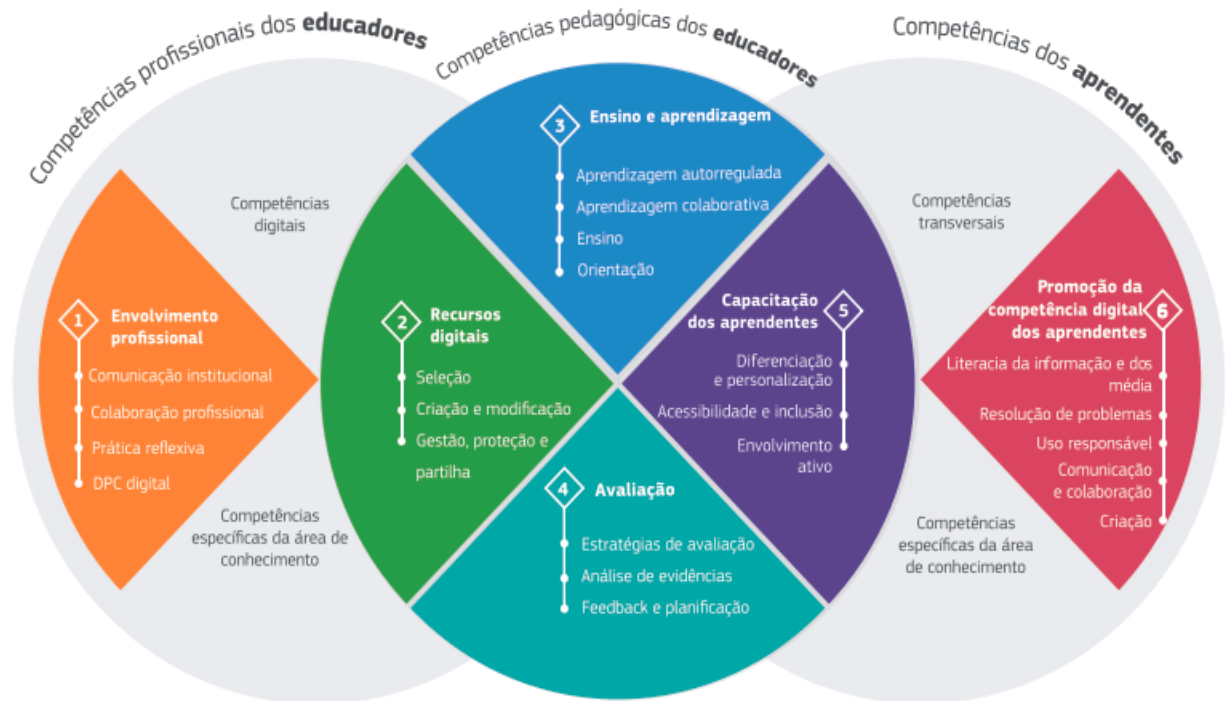 Competências profissionais dos educadores
Competências pedagógicas dos educadores
Competências dos aprendentes
Competências
digitais
Competências
específicas da área de
conhecimento
1
Envolvimento
profissional
Comunicação institucional
Colaboração profissional
Prática reflexiva
DPC digital
2
Recursos
digitais
Seleção
Criação e modificação
Gestão, proteção e
partilha
3
Ensino e aprendizagem
Aprendizagem autorregulada
Aprendizagem colaborativa
Ensino
Orientação
4
Avaliação
Estratégias de avaliação
Análise de evidências
Feedback e planificação
5
Capacitação
dos aprendentes
Diferenciação
e personalização
Acessibilidade e inclusão
Envolvimento
ativo
Competências
transversais
Competências
específicas da área
de conhecimento
6
Promoção da
competência digital
dos aprendentes
Literacia da informação e dos
média
Resolução de problemas
Uso responsável
Comunicação
e colaboração
Criação